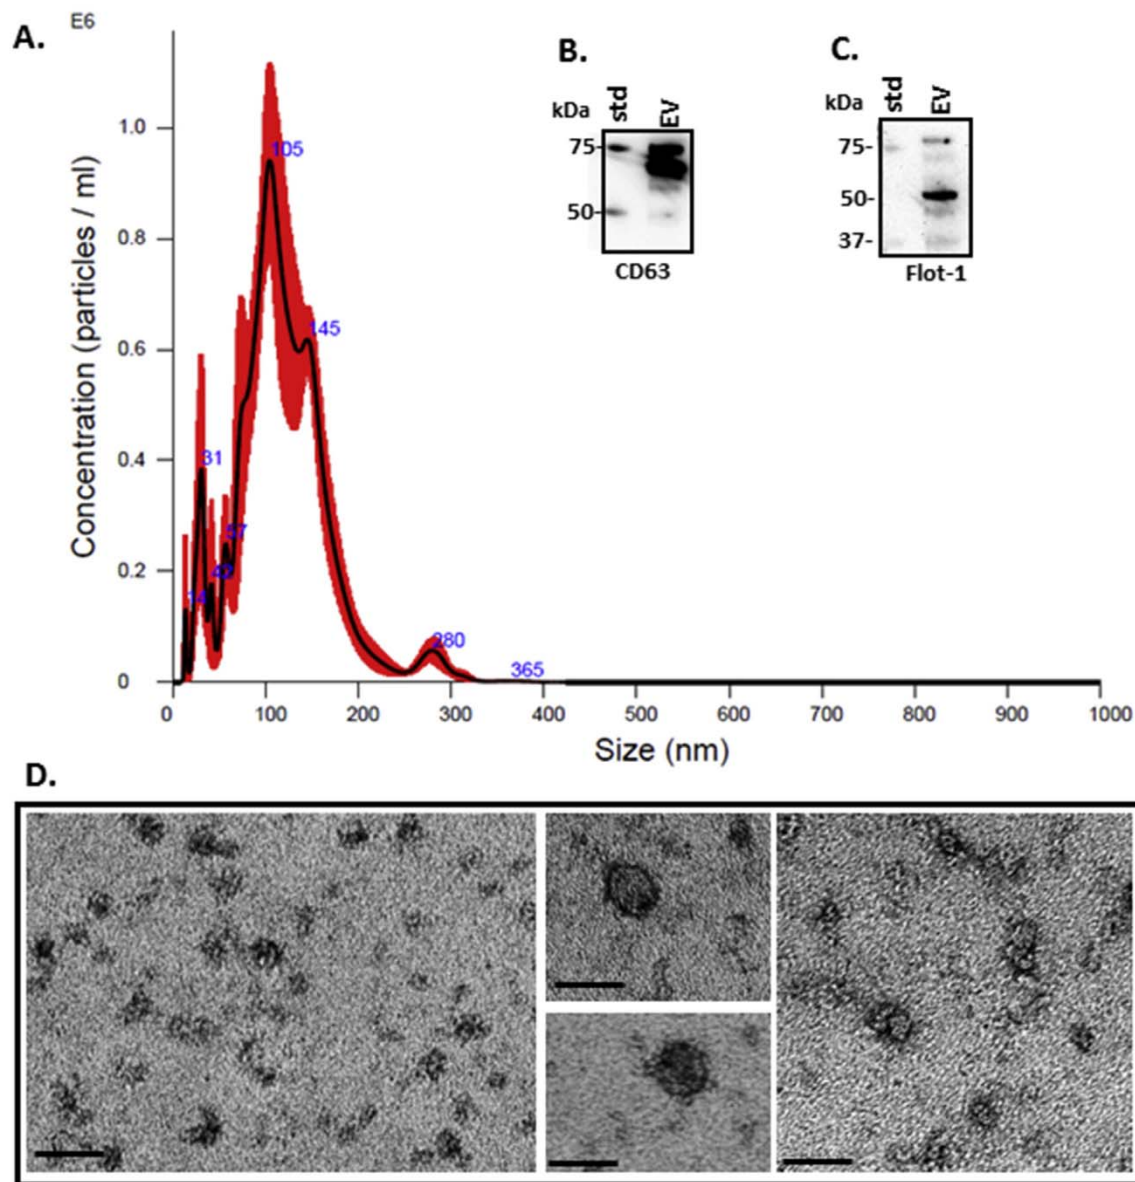 A.
E6
Concentration (particles / ml)
1.0
0.8
0.6
0.4
0.2
0
105
145
31
42
57
14
280
365
0 100 200 300 400 500 600 700 800 900 1000
Size (nm)
B.
kDa std EV
75-
50-
CD63
C.
kDa std EV
75-
50-
37-
Flot-1
D.